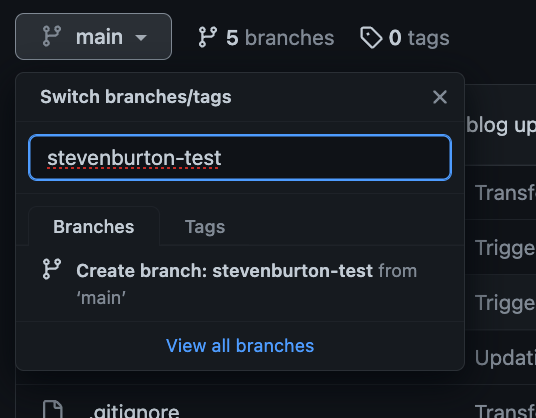 main 5 branches 0 tags
Switch branches/tags
blog up
stevenburton-test
Transf
Branches Tags
Trigge
Create branch: stevenburton-test from
‘main’
Trigge
View all branches
Updati
.gitignore
Transf